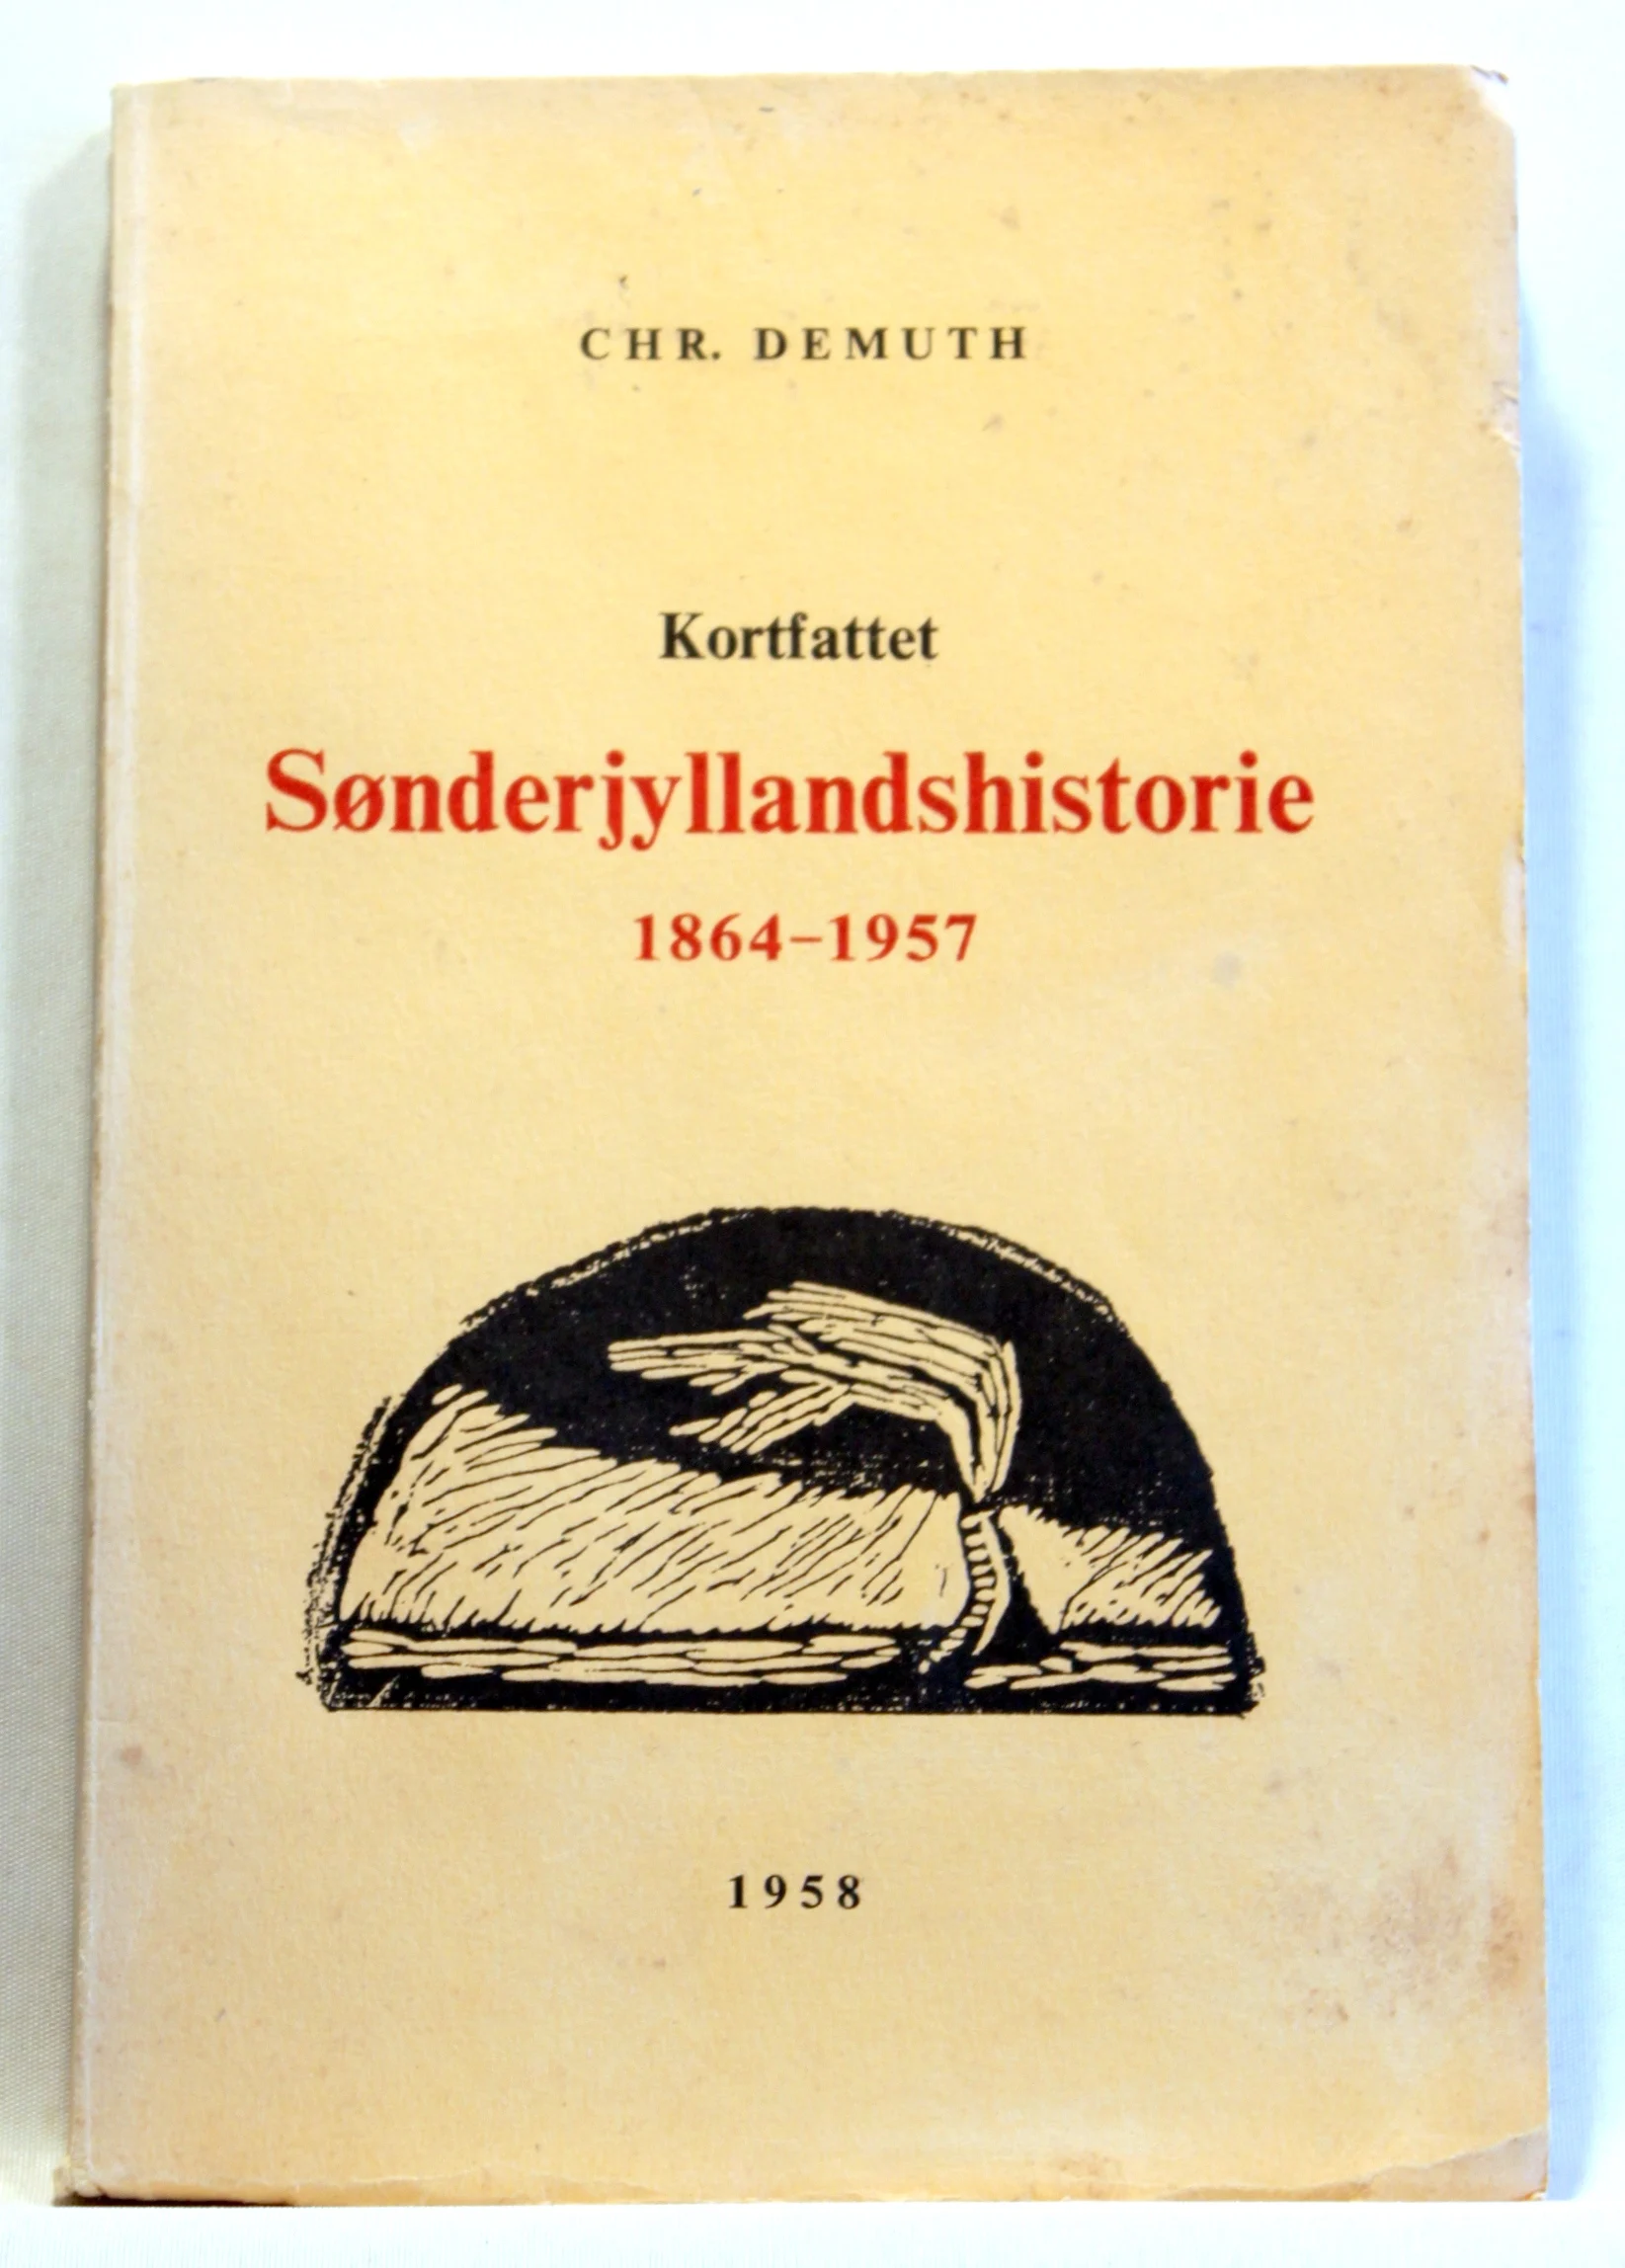 CHR. DEMUTH
Kortfattet
Sønderjyllandshistorie
1864–1957
1958